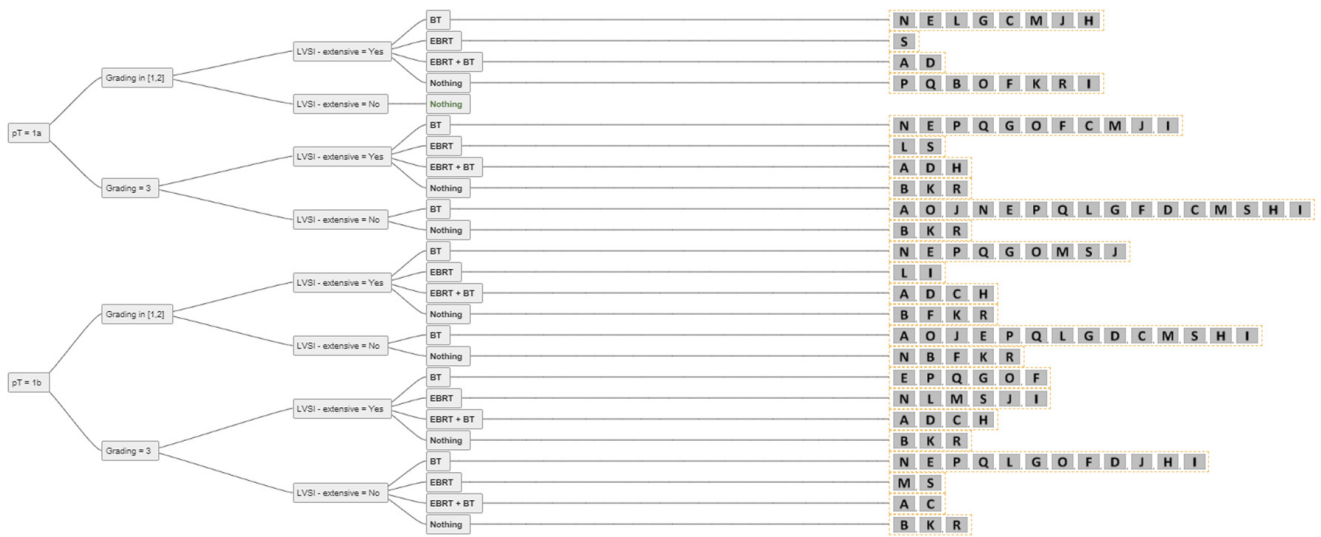 BT N E L G C M J H
EBRT S
LVSI - extensive = Yes
EBRT + BT A D
Grading in [1,2]
Nothing P Q B O F K R I
LVSI - extensive = No Nothing
BT N E P Q G O F C M J I
pT = 1a
EBRT L S
LVSI - extensive = Yes
EBRT + BT A D H
Grading = 3
Nothing B K R
BT A O J N E P Q L G F D C M S H I
LVSI - extensive = No
Nothing B K R
BT N E P Q G O M S J
EBRT L I
LVSI - extensive = Yes
EBRT + BT A D C H
Grading in [1,2]
Nothing B F K R
BT A O J E P Q L G D C M S H I
LVSI - extensive = No
Nothing N B F K R
BT E P Q G O F
pT = 1b
EBRT N L M S J I
LVSI - extensive = Yes
EBRT + BT A D C H
Nothing B K R
Grading = 3
BT N E P Q L G O F D J H I
EBRT M S
LVSI - extensive = No
EBRT + BT A C
Nothing B K R